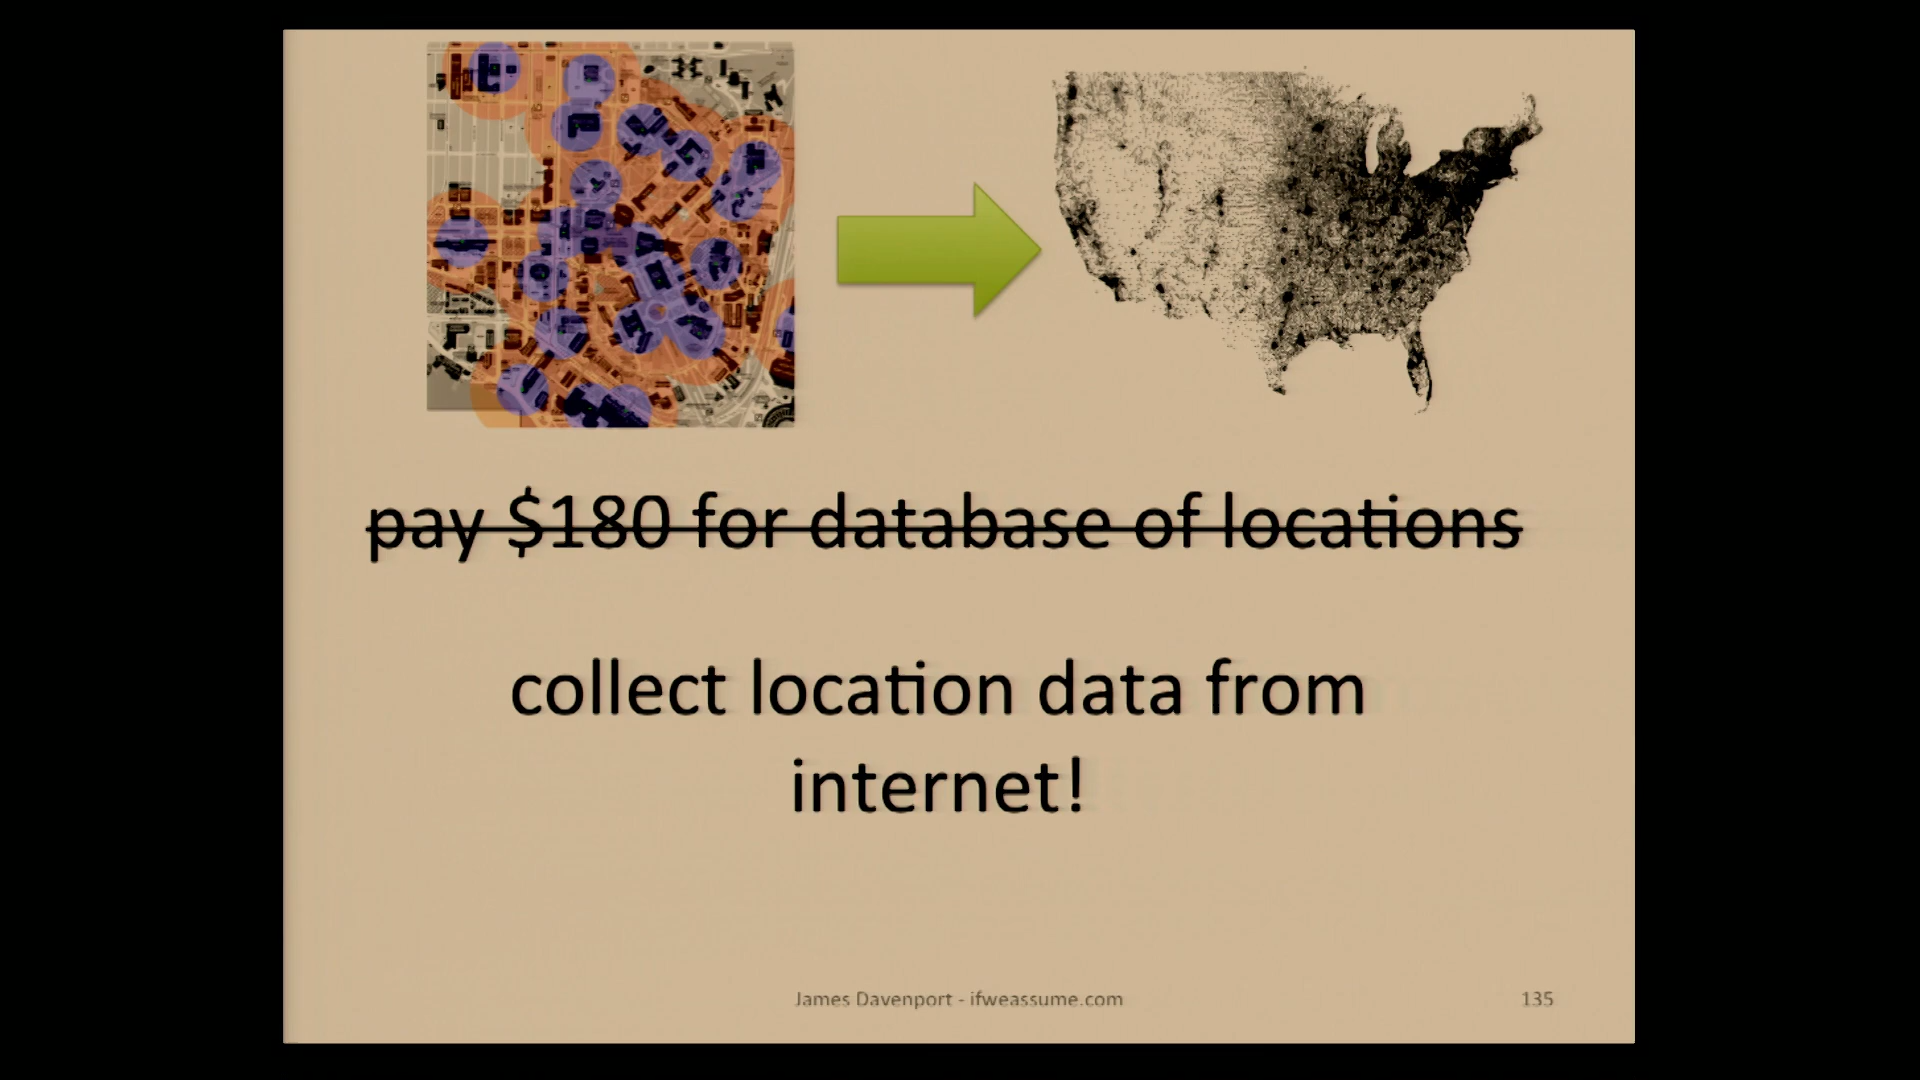 pay $180 for database of locations
collect location data from
internet!
James Davenport - ifweassume.com
135